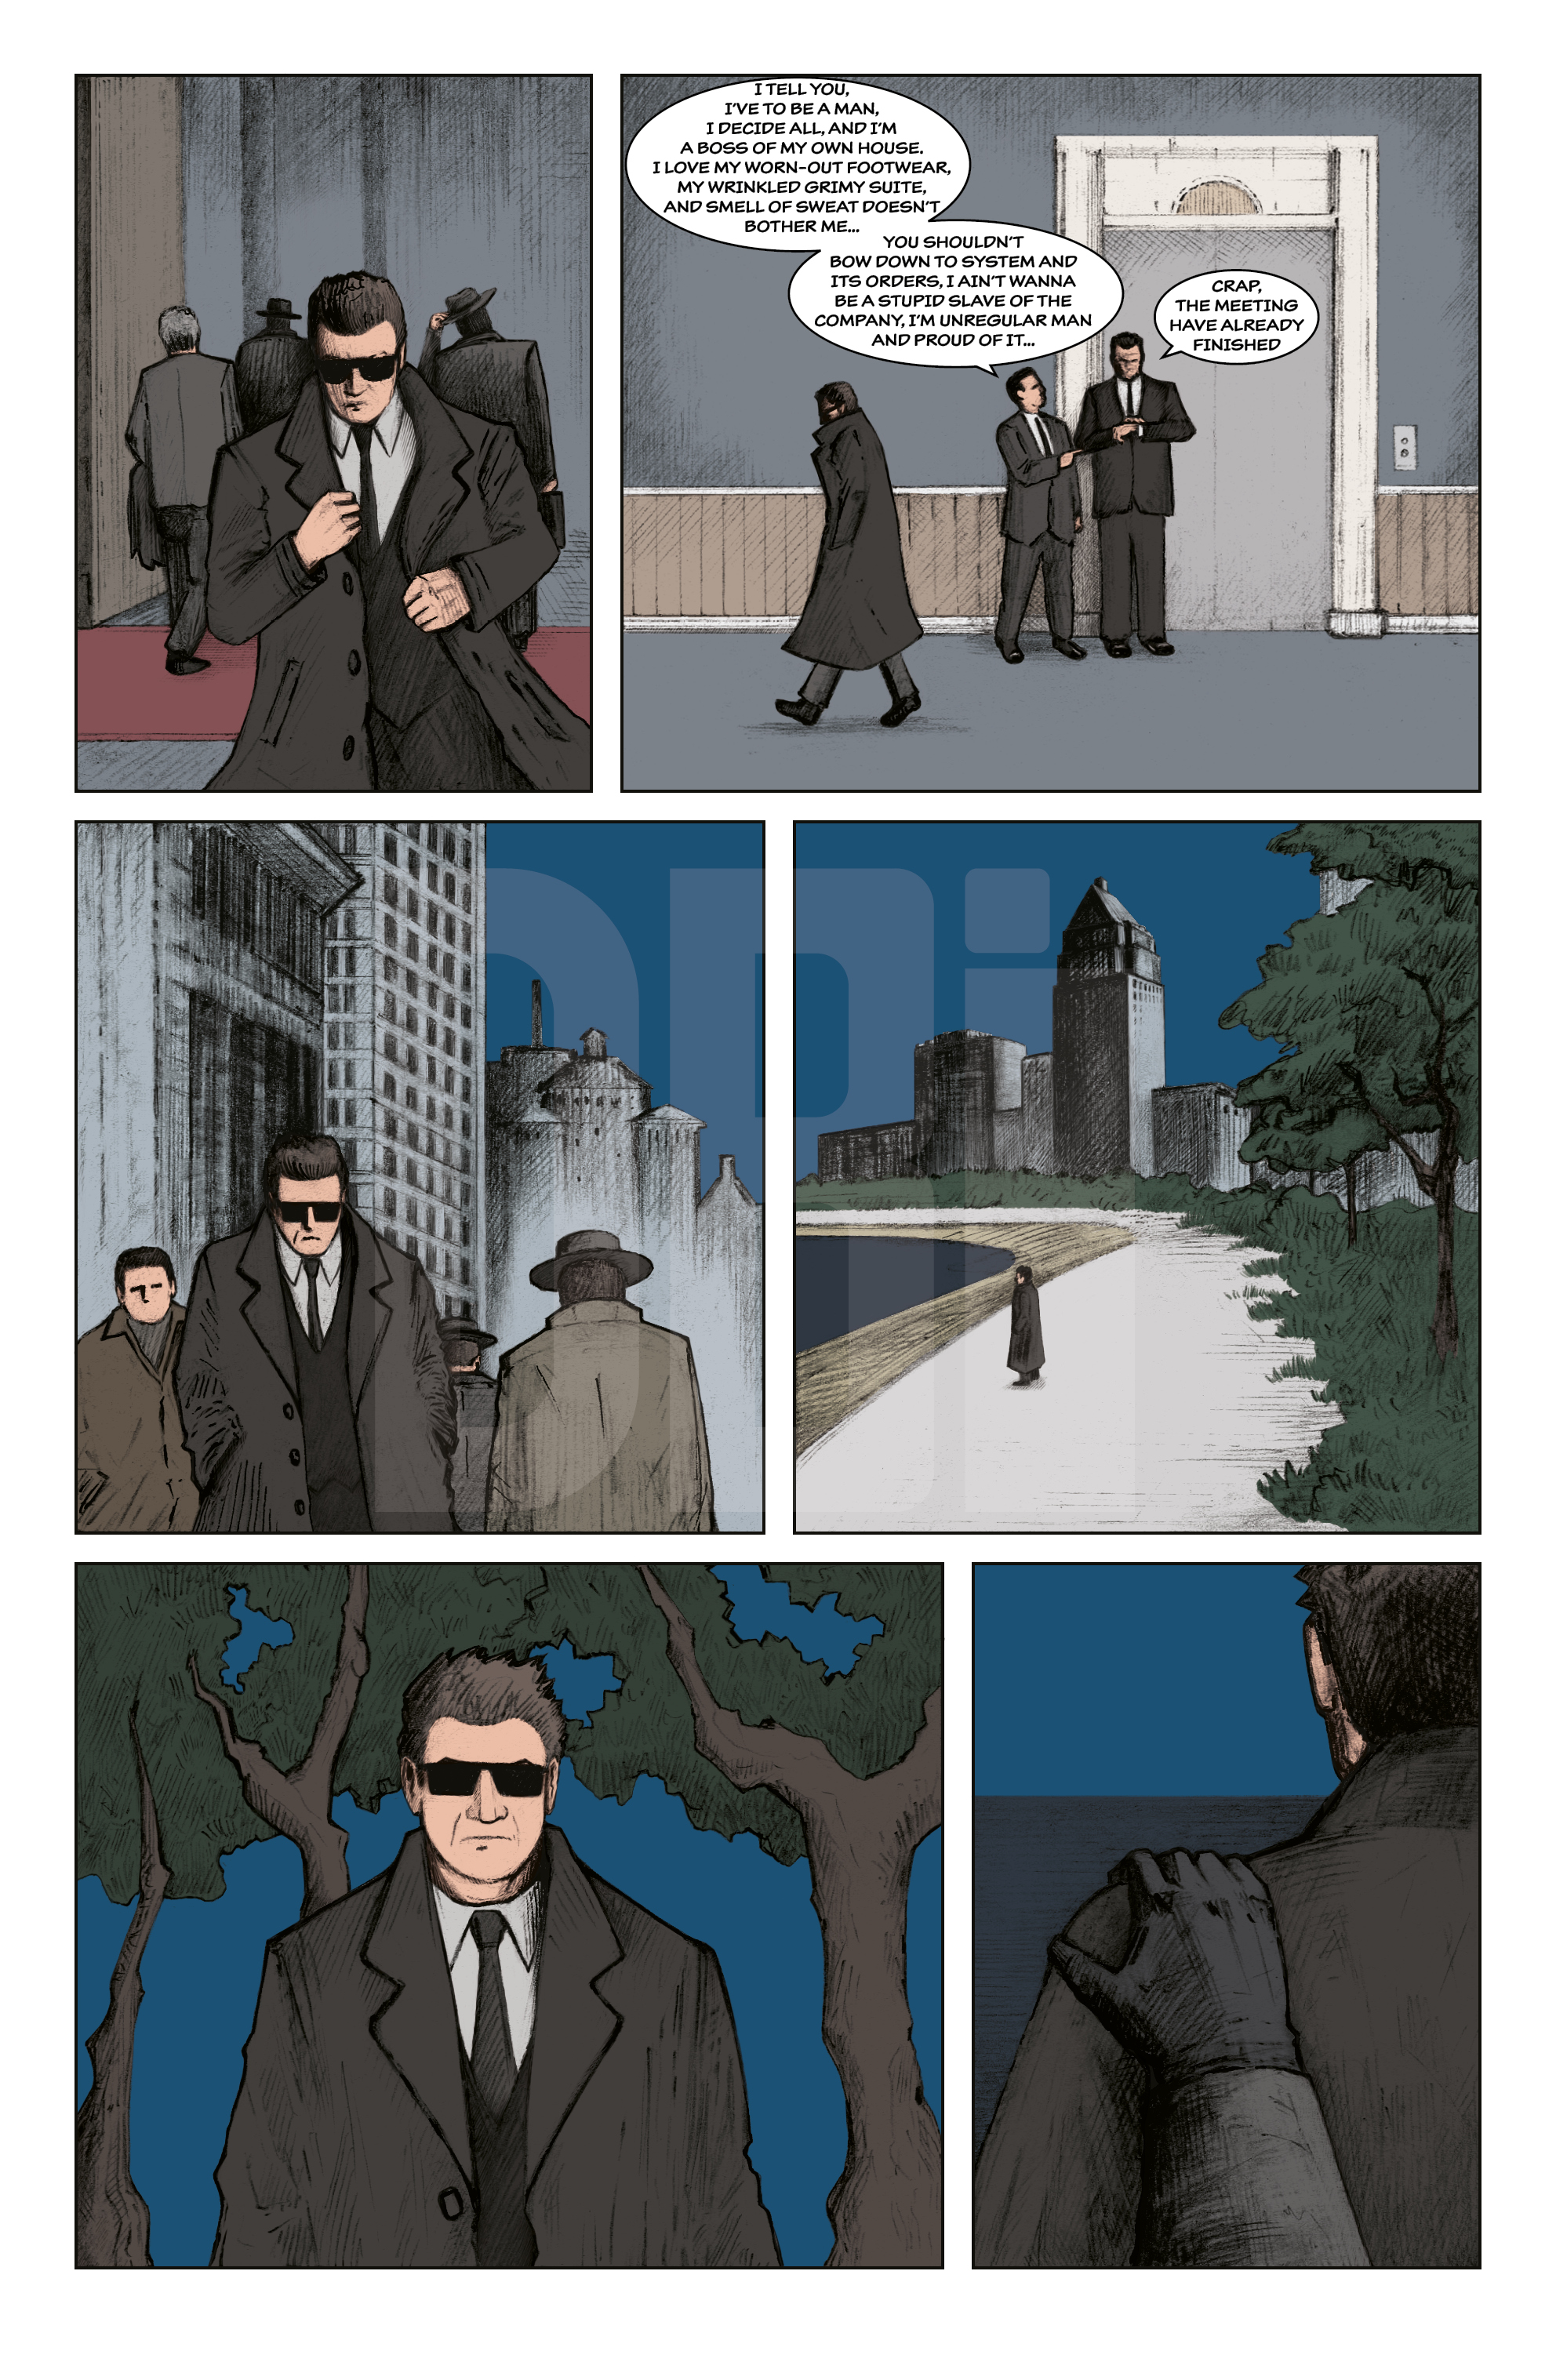 I TELL YOU,
I'VE TO BE A MAN,
I DECIDE ALL, AND I'M
A BOSS OF MY OWN HOUSE.
I LOVE MY WORN-OUT FOOTWEAR,
MY WRINKLED GRIMY SUITE,
AND SMELL OF SWEAT DOESN'T
BOTHER ME...
YOU SHOULDN'T
BOW DOWN TO SYSTEM AND
ITS ORDERS, I AIN'T WANNA
BE A STUPID SLAVE OF THE
COMPANY, I'M UNREGULAR MAN
AND PROUD OF IT...
CRAP,
THE MEETING
HAVE ALREADY
FINISHED